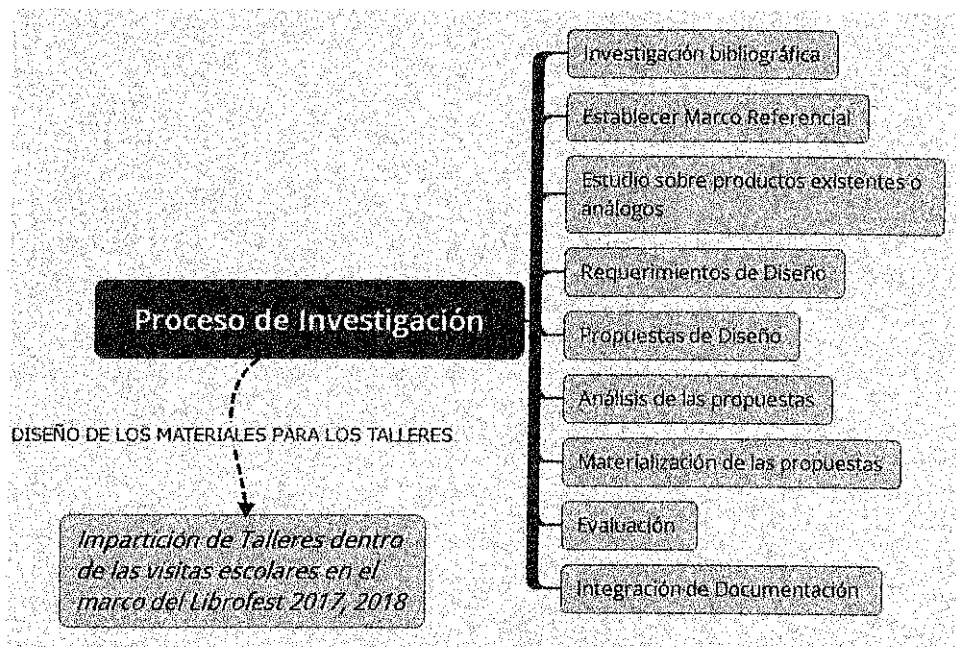 Proceso de Investigación
Investigación bibliográfica
Establecer Marco Referencial
Estudio sobre productos existentes o
análogos
Requerimientos de Diseño
Propuestas de Diseño
Análisis de las propuestas
Materialización de las propuestas
Evaluación
Integración de Documentación
DISEÑO DE LOS MATERIALES PARA LOS TALLERES
Impartición de Talleres dentro
de las visitas escolares en el
marco del Librofest 2017, 2018